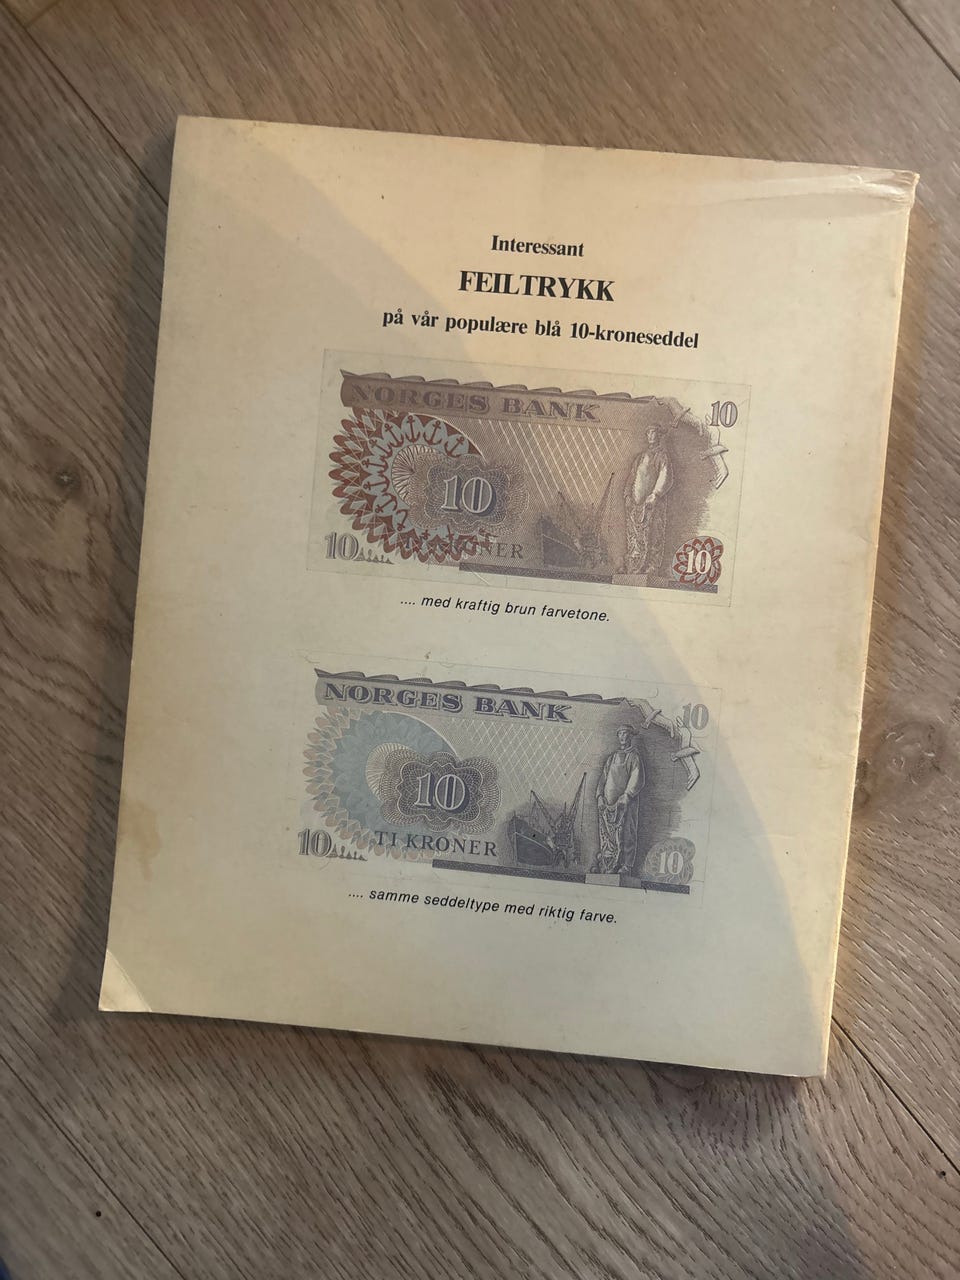 Interessant
FEILTRYKK
på vår populære blå 10-kroneseddel
NORGES BANK
10
10
10
KRONER
10
.... med kraftig brun farvetone.
NORGES BANK
10
10
10
TI KRONER
10
.... samme seddeltype med riktig farve.